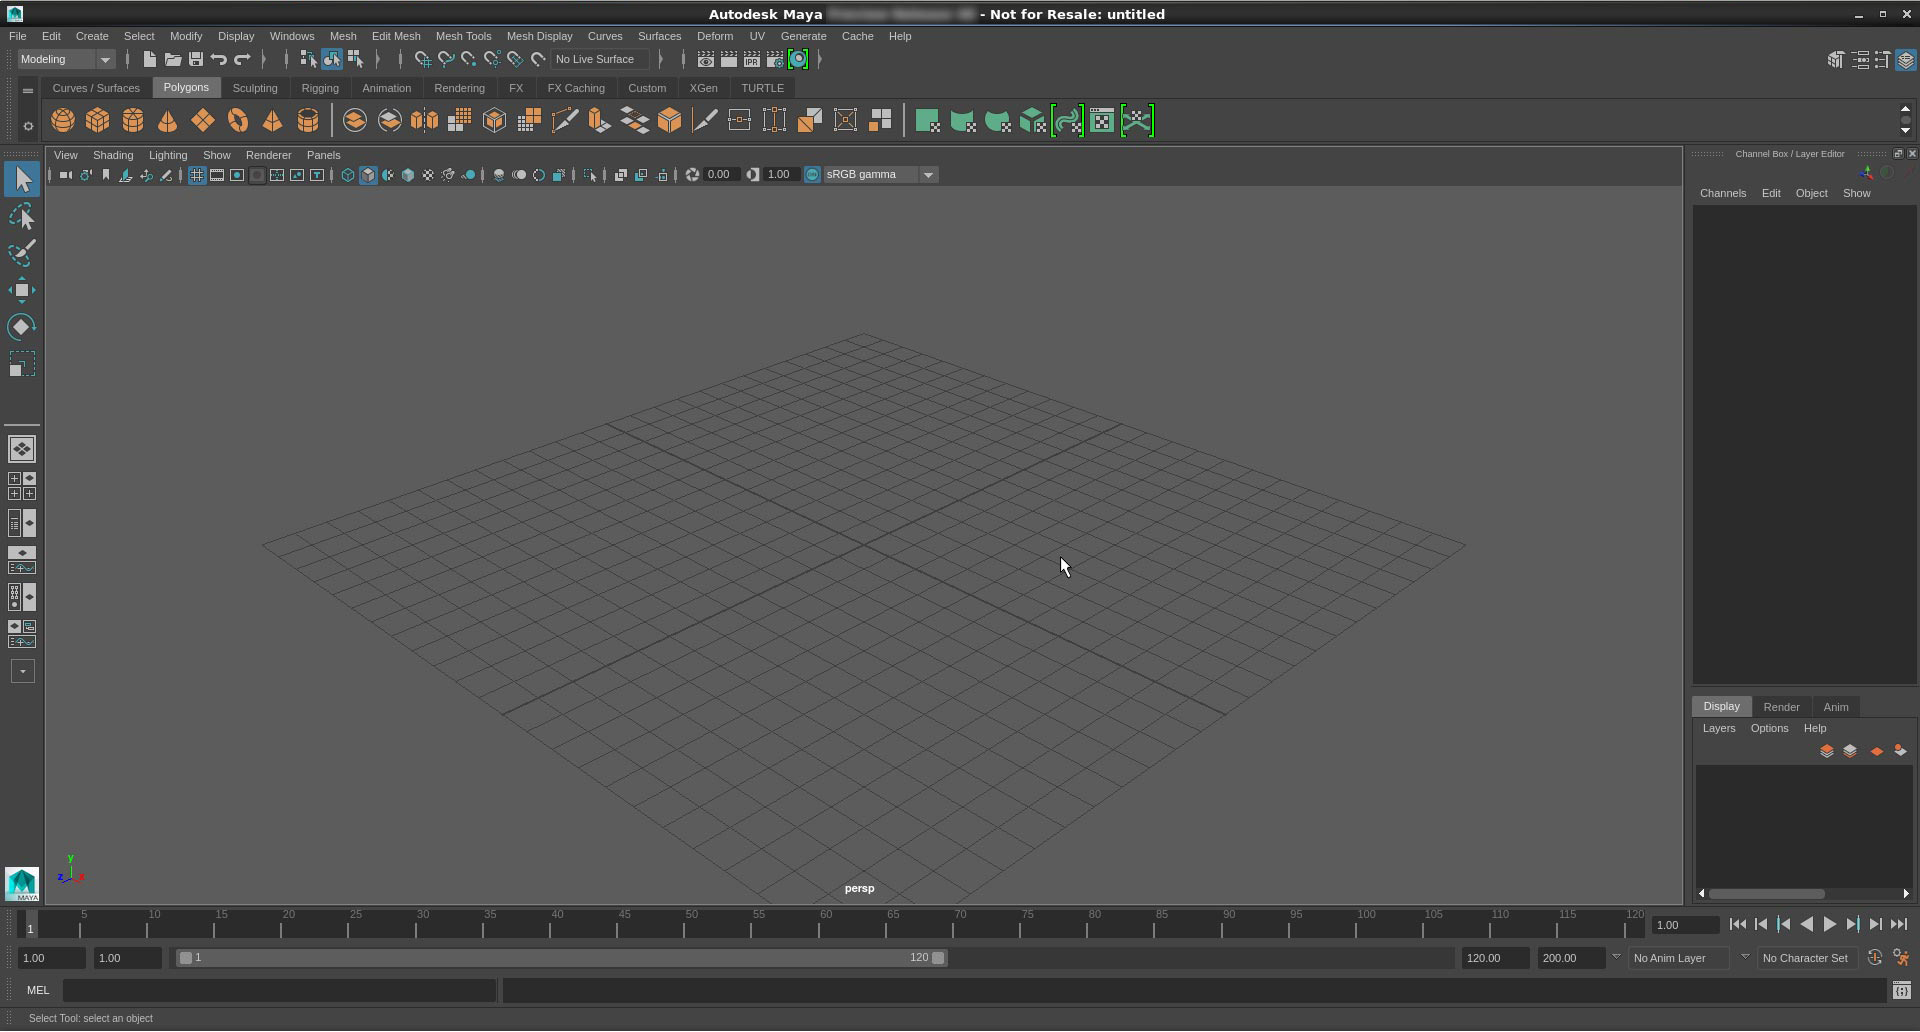 Autodesk Maya - Not for Resale: untitled
File Edit Create Select Modify Display Windows Mesh Edit Mesh Mesh Tools Mesh Display Curves Surfaces Deform UV Generate Cache Help
Modeling No Live Surface IPR
Curves / Surfaces Polygons Sculpting Rigging Animation Rendering FX FX Caching Custom XGen TURTLE
View Shading Lighting Show Renderer Panels
0.00 1.00 sRGB gamma
Channel Box / Layer Editor
Channels Edit Object Show
Display Render Anim
Layers Options Help
y
z x
persp
MAYA
1 5 10 15 20 25 30 35 40 45 50 55 60 65 70 75 80 85 90 95 100 105 110 115 120 1.00
1.00 1.00 1 120 120.00 200.00 No Anim Layer No Character Set
MEL
Select Tool: select an object